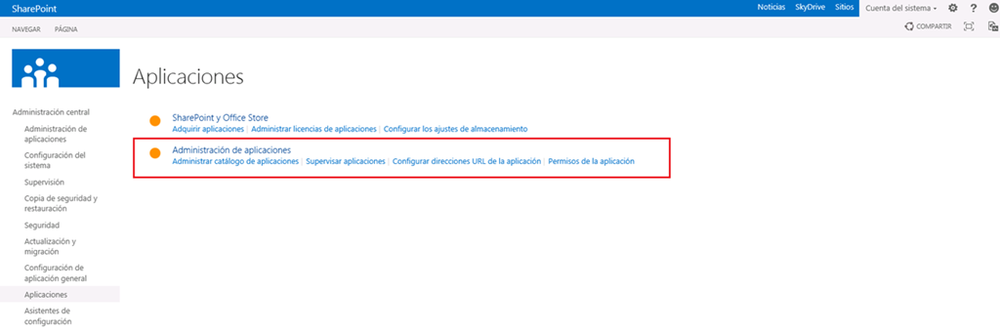 SharePoint
Noticias SkyDrive Sitios Cuenta del sistema
NAVEGAR PÁGINA
COMPARTIR
Aplicaciones
Administración central
Administración de
aplicaciones
Configuración del
sistema
Supervisión
Copia de seguridad y
restauración
Seguridad
Actualización y
migración
Configuración de
aplicación general
Aplicaciones
Asistentes de
configuración
SharePoint y Office Store
Adquirir aplicaciones | Administrar licencias de aplicaciones | Configurar los ajustes de almacenamiento
Administración de aplicaciones
Administrar catálogo de aplicaciones | Supervisar aplicaciones | Configurar direcciones URL de la aplicación | Permisos de la aplicación